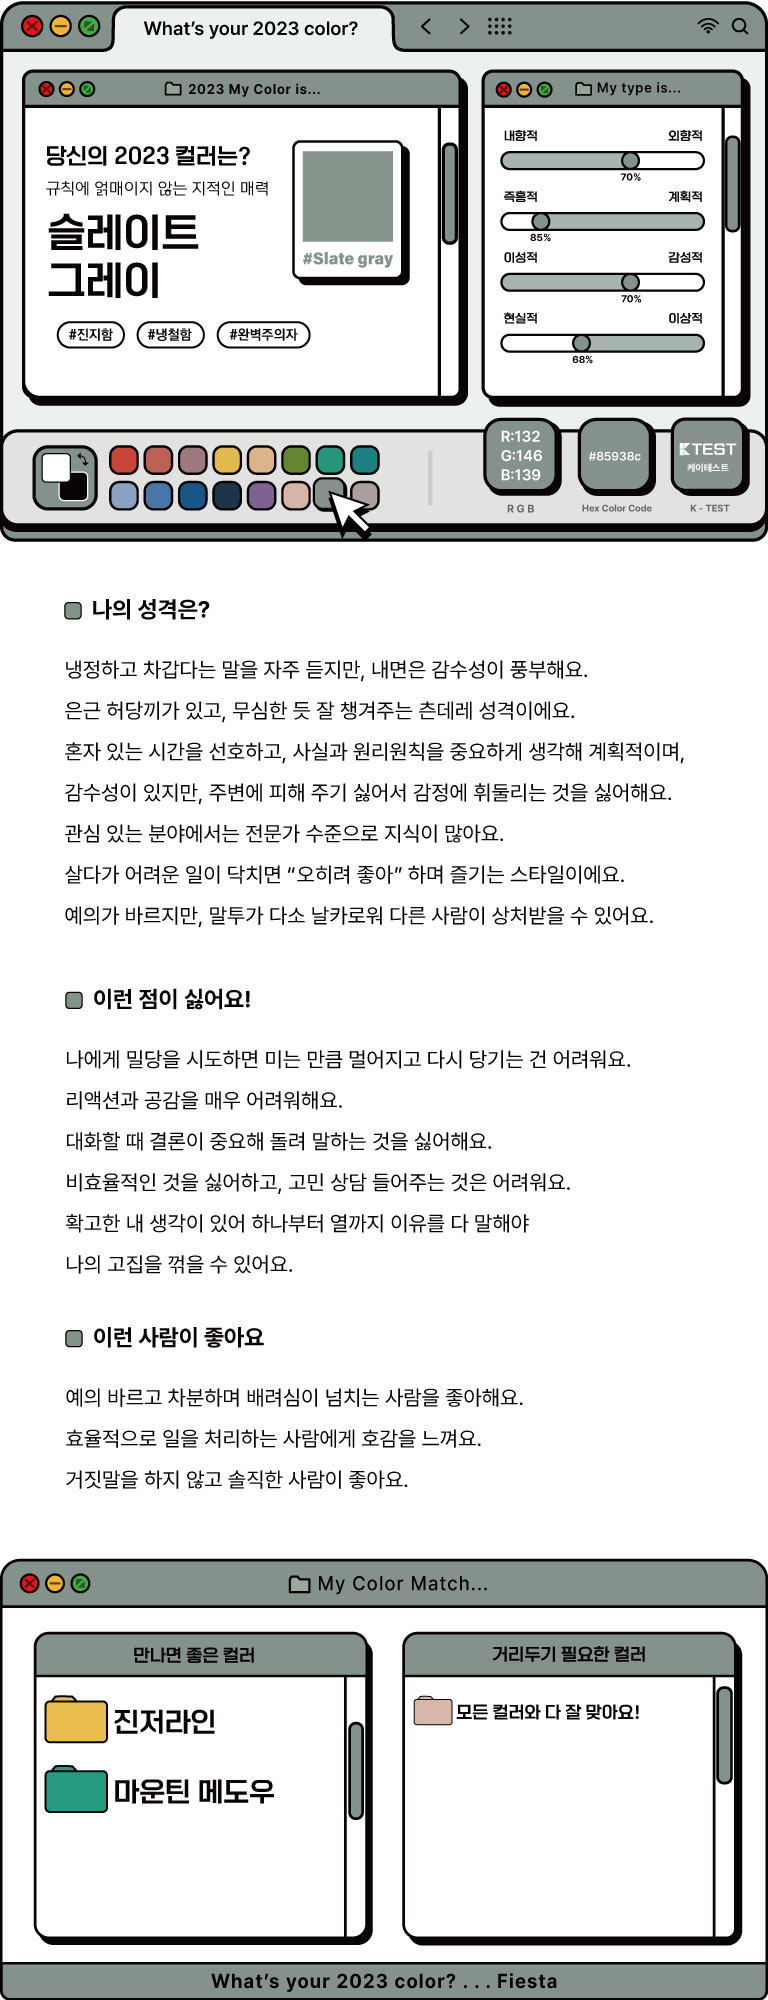 What's your 2023 color?
2023 My Color is...
당신의 2023 컬러는?
규칙에 얽매이지 않는 지적인 매력
슬레이트
그레이
#Slate gray
#진지함 #냉철함 #완벽주의자
My type is...
내향적 외향적
70%
즉흥적 계획적
85%
이성적 감성적
70%
현실적 이상적
68%
R:132
G:146
B:139
RGB
#85938c
Hex Color Code
KTEST
케이테스트
K - TEST
나의 성격은?
냉정하고 차갑다는 말을 자주 듣지만, 내면은 감수성이 풍부해요.
은근 허당끼가 있고, 무심한 듯 잘 챙겨주는 츤데레 성격이에요.
혼자 있는 시간을 선호하고, 사실과 원리원칙을 중요하게 생각해 계획적이며,
감수성이 있지만, 주변에 피해 주기 싫어서 감정에 휘둘리는 것을 싫어해요.
관심 있는 분야에서는 전문가 수준으로 지식이 많아요.
살다가 어려운 일이 닥치면 “오히려 좋아” 하며 즐기는 스타일이에요.
예의가 바르지만, 말투가 다소 날카로워 다른 사람이 상처받을 수 있어요.
이런 점이 싫어요!
나에게 밀당을 시도하면 미는 만큼 멀어지고 다시 당기는 건 어려워요.
리액션과 공감을 매우 어려워해요.
대화할 때 결론이 중요해 돌려 말하는 것을 싫어해요.
비효율적인 것을 싫어하고, 고민 상담 들어주는 것은 어려워요.
확고한 내 생각이 있어 하나부터 열까지 이유를 다 말해야
나의 고집을 꺾을 수 있어요.
이런 사람이 좋아요
예의 바르고 차분하며 배려심이 넘치는 사람을 좋아해요.
효율적으로 일을 처리하는 사람에게 호감을 느껴요.
거짓말을 하지 않고 솔직한 사람이 좋아요.
My Color Match...
만나면 좋은 컬러
진저라인
마운틴 메도우
거리두기 필요한 컬러
모든 컬러와 다 잘 맞아요!
What's your 2023 color? . . . Fiesta